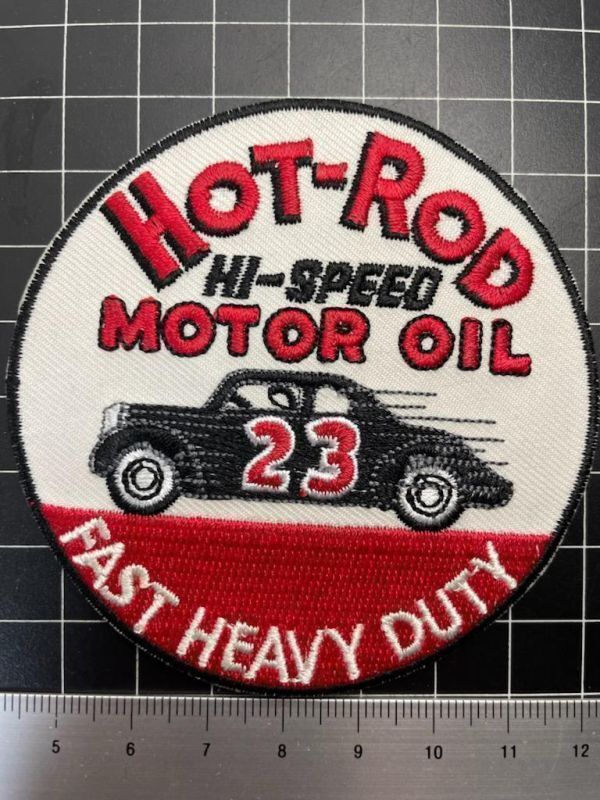 HOT-ROD
HI-SPEED
MOTOR OIL
23
FAST HEAVY DUTY
5 6 7 8 9 10 11 12